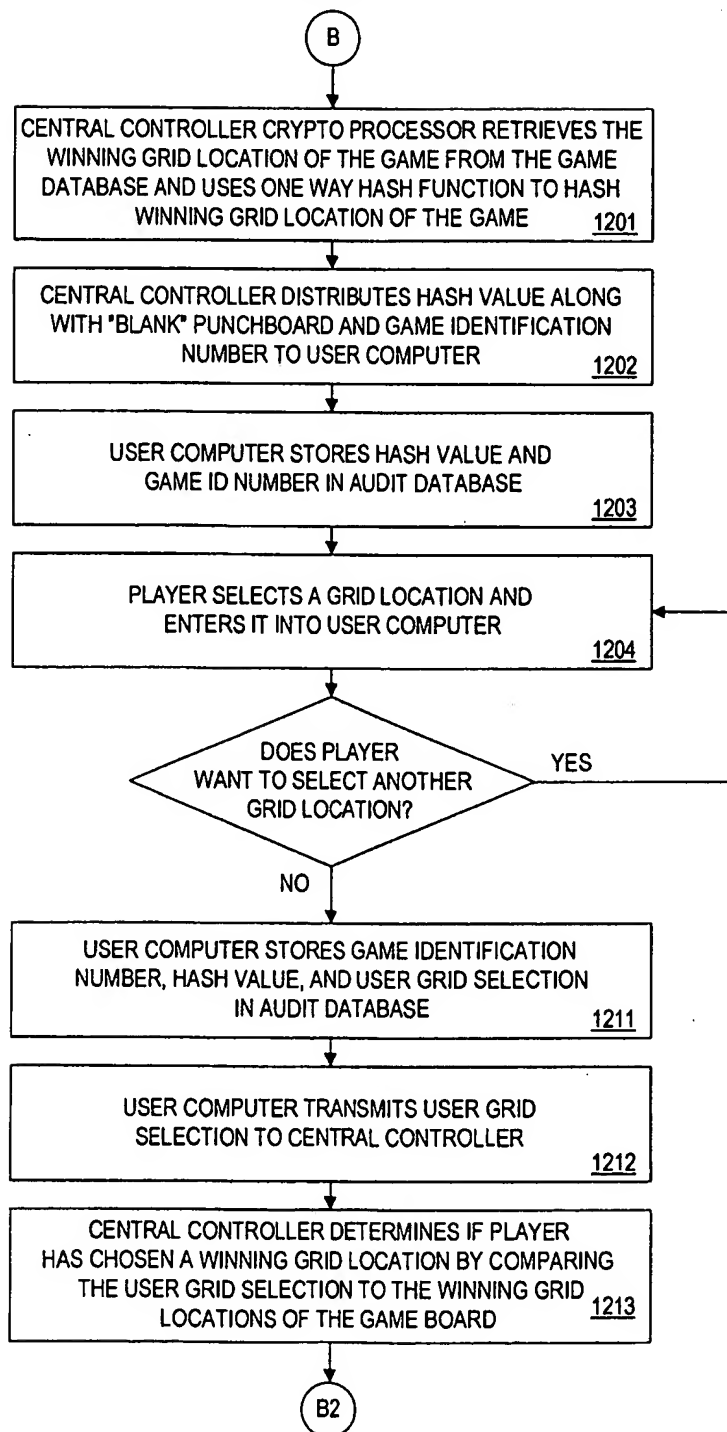 B
CENTRAL CONTROLLER CRYPTO PROCESSOR RETRIEVES THE
WINNING GRID LOCATION OF THE GAME FROM THE GAME
DATABASE AND USES ONE WAY HASH FUNCTION TO HASH
WINNING GRID LOCATION OF THE GAME
1201
CENTRAL CONTROLLER DISTRIBUTES HASH VALUE ALONG
WITH "BLANK" PUNCHBOARD AND GAME IDENTIFICATION
NUMBER TO USER COMPUTER
1202
USER COMPUTER STORES HASH VALUE AND
GAME ID NUMBER IN AUDIT DATABASE
1203
PLAYER SELECTS A GRID LOCATION AND
ENTERS IT INTO USER COMPUTER
1204
DOES PLAYER
WANT TO SELECT ANOTHER
GRID LOCATION?
YES
NO
USER COMPUTER STORES GAME IDENTIFICATION
NUMBER, HASH VALUE, AND USER GRID SELECTION
IN AUDIT DATABASE
1211
USER COMPUTER TRANSMITS USER GRID
SELECTION TO CENTRAL CONTROLLER
1212
CENTRAL CONTROLLER DETERMINES IF PLAYER
HAS CHOSEN A WINNING GRID LOCATION BY COMPARING
THE USER GRID SELECTION TO THE WINNING GRID
LOCATIONS OF THE GAME BOARD
1213
B2